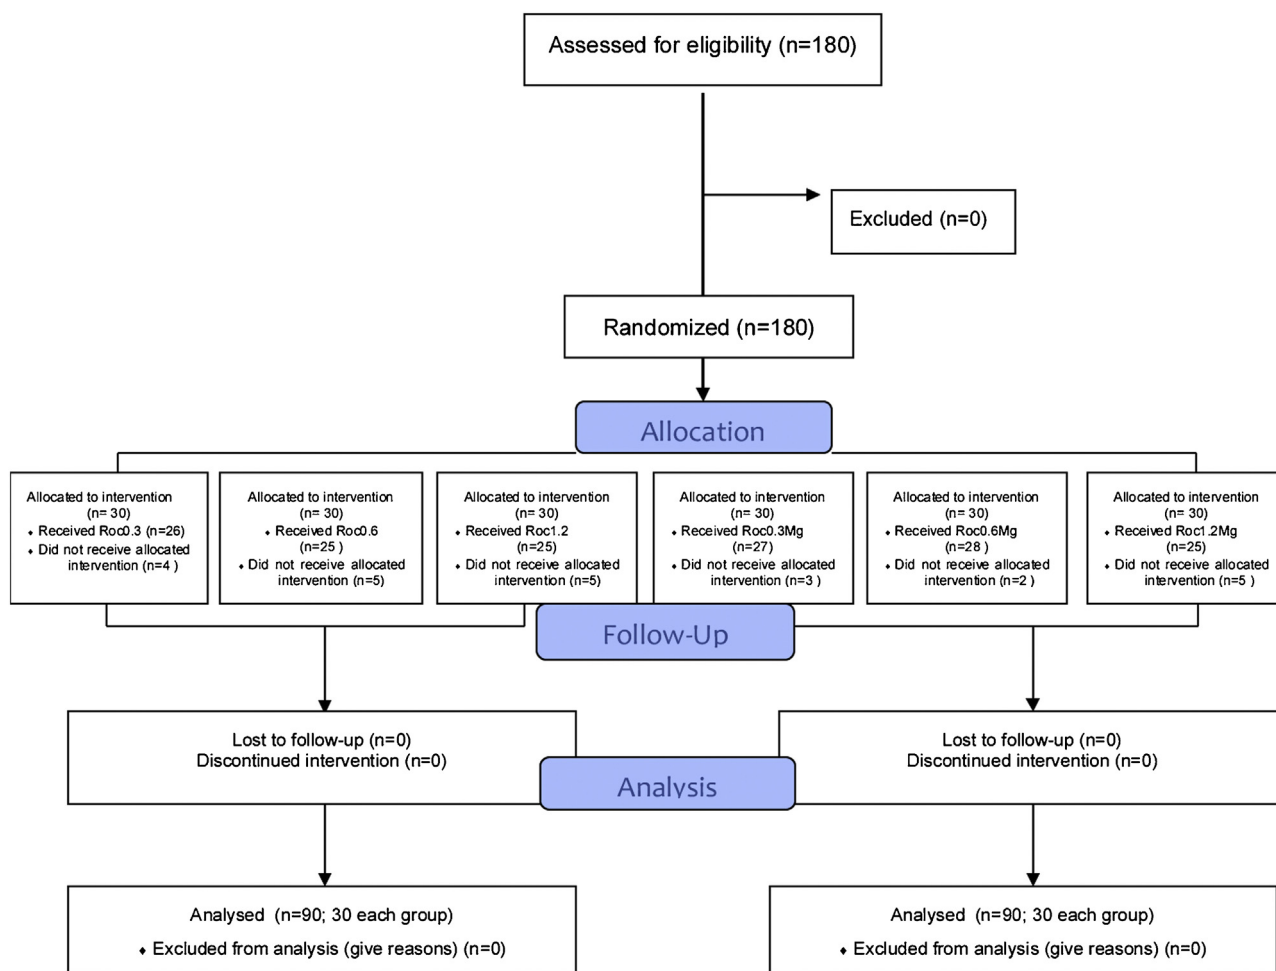 Assessed for eligibility (n=180)
Excluded (n=0)
Randomized (n=180)
Allocation
Allocated to intervention
(n= 30)
⬥ Received Roc0.3 (n=26)
⬥ Did not receive allocated
intervention (n=4 )
Allocated to intervention
(n= 30)
⬥ Received Roc0.6
(n=25 )
⬥ Did not receive allocated
intervention (n=5)
Allocated to intervention
(n= 30)
⬥ Received Roc1.2
(n=25)
⬥ Did not receive allocated
intervention (n=5)
Allocated to intervention
(n= 30)
⬥ Received Roc0.3Mg
(n=27)
⬥ Did not receive allocated
intervention (n=3 )
Allocated to intervention
(n= 30)
⬥ Received Roc0.6Mg
(n=28 )
⬥ Did not receive allocated
intervention (n=2 )
Allocated to intervention
(n= 30)
⬥ Received Roc1.2Mg
(n=25)
⬥ Did not receive allocated
intervention (n=5 )
Follow-Up
Lost to follow-up (n=0)
Discontinued intervention (n=0)
Lost to follow-up (n=0)
Discontinued intervention (n=0)
Analysis
Analysed (n=90; 30 each group)
⬥ Excluded from analysis (give reasons) (n=0)
Analysed (n=90; 30 each group)
⬥ Excluded from analysis (give reasons) (n=0)